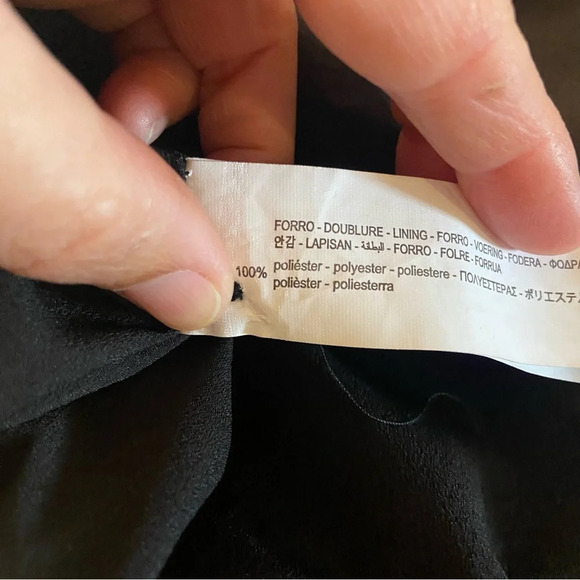 FORRO - DOUBLURE - LINING - FORRO - VOERING - FODERA - ΦΟΔΡΑ
안감 - LAPISAN - البطانة - FORRO - FOLRE - FORRUA
100% poliéster - polyester - poliestere - ΠΟΛΥΕΣΤΕΡΑΣ - ポリエステル
polièster - poliesterra